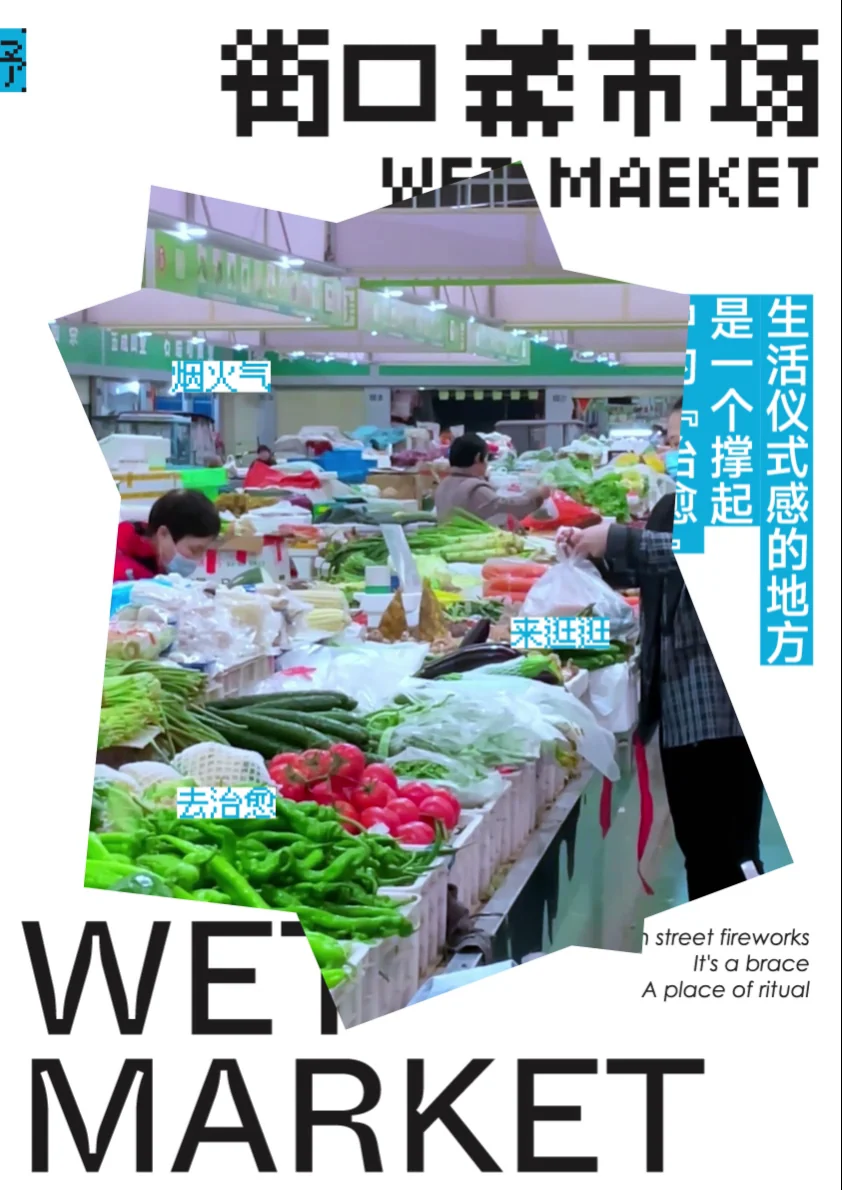 街口菜市场
WET MAEKET
生活仪式感的地方
是一个撑起
烟火气
来逛逛
去治愈
street fireworks
It's a brace
A place of ritual
WET
MARKET